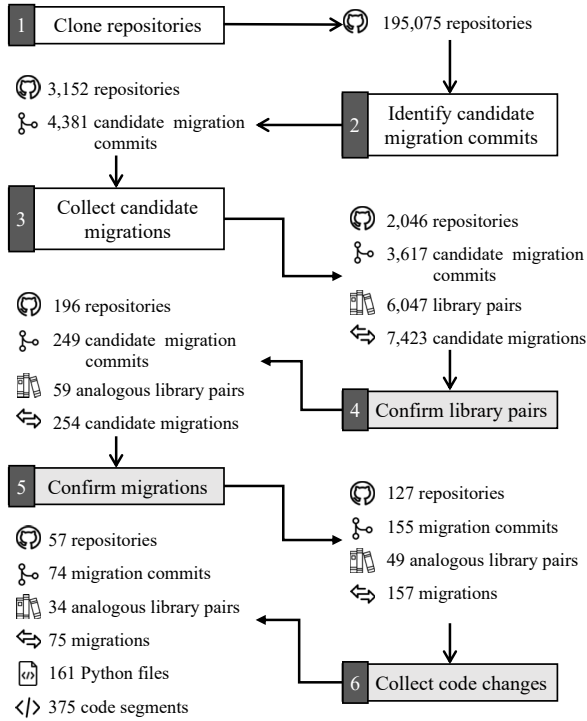 1 Clone repositories
195,075 repositories
2 Identify candidate
migration commits
3,152 repositories
4,381 candidate migration
commits
3 Collect candidate
migrations
2,046 repositories
3,617 candidate migration
commits
6,047 library pairs
7,423 candidate migrations
4 Confirm library pairs
196 repositories
249 candidate migration
commits
59 analogous library pairs
254 candidate migrations
5 Confirm migrations
127 repositories
155 migration commits
49 analogous library pairs
157 migrations
6 Collect code changes
57 repositories
74 migration commits
34 analogous library pairs
75 migrations
161 Python files
375 code segments